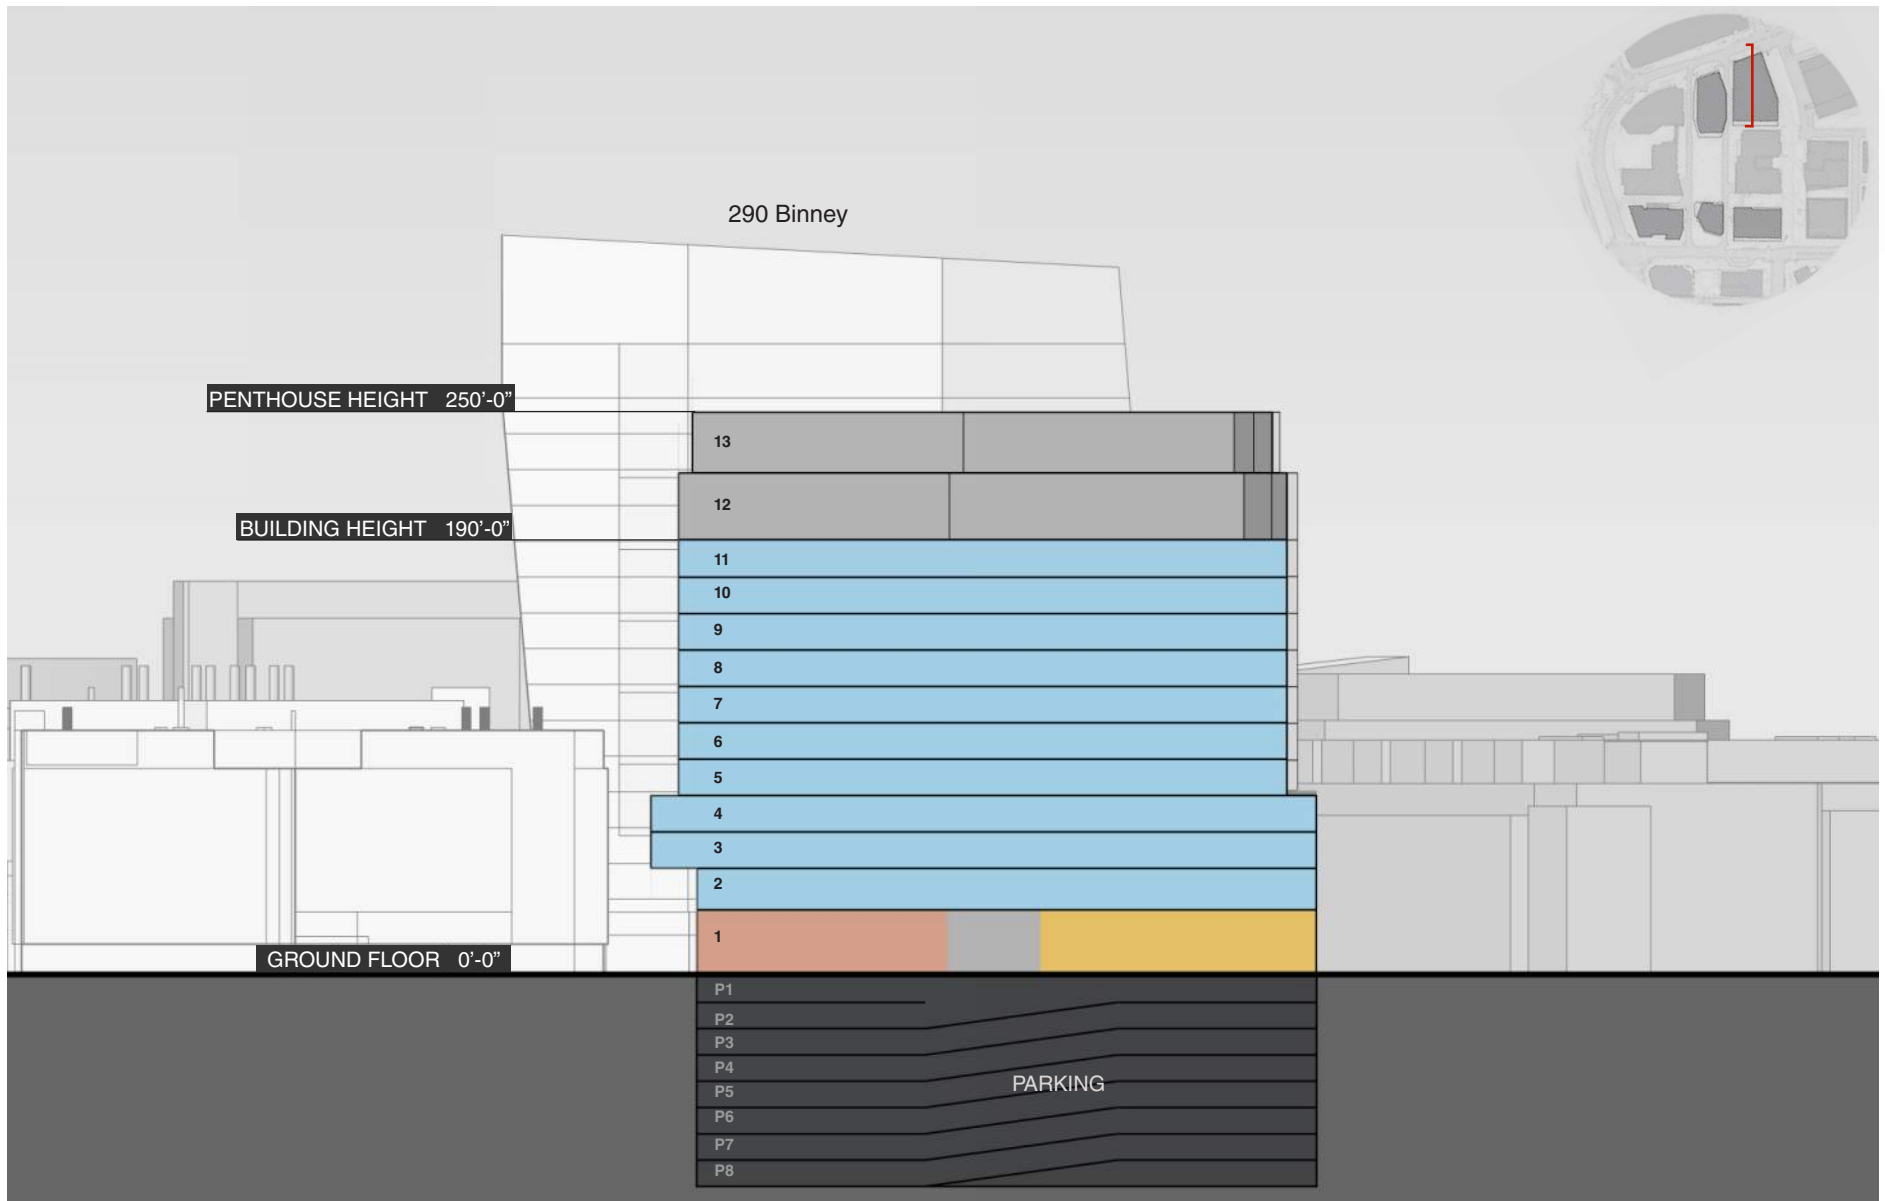 290 Binney
PENTHOUSE HEIGHT 250’-0”
13
12
BUILDING HEIGHT 190’-0”
11
10
9
8
7
6
5
4
3
2
1
GROUND FLOOR 0’-0”
P1
P2
P3
P4
PARKING
P5
P6
P7
P8